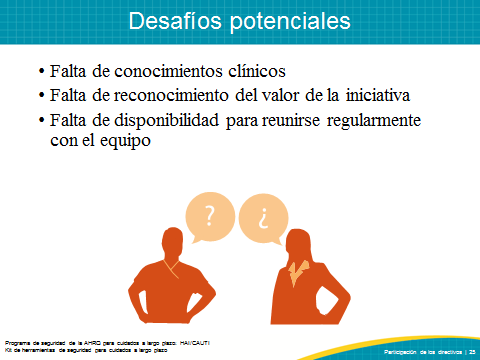 Desafíos potenciales
• Falta de conocimientos clínicos
• Falta de reconocimiento del valor de la iniciativa
• Falta de disponibilidad para reunirse regularmente
con el equipo
? ¿
Programa de seguridad de la AHRQ para cuidados a largo plazo: HAI/CAUTI
Kit de herramientas de seguridad para cuidados a largo plazo
Participación de los directivos | 25